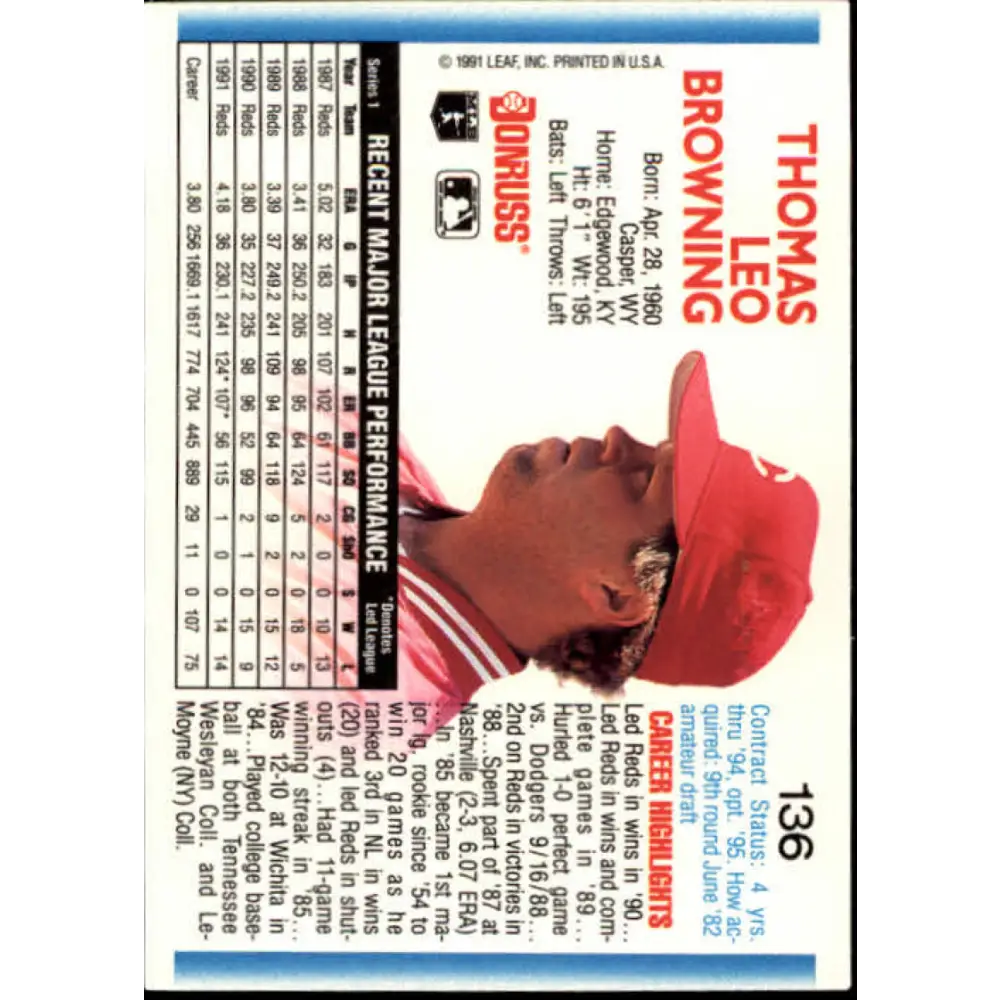 136
THOMAS
LEO
BROWNING
Born: Apr. 28, 1960
Casper, WY
Home: Edgewood, KY
Ht: 6'1" Wt: 195
Bats: Left Throws: Left
DONRUSS®
MLB
© 1991 LEAF, INC. PRINTED IN U.S.A.
Contract Status: 4 yrs.
thru '94, opt. '95. How ac-
quired: 9th round June '82
amateur draft
CAREER HIGHLIGHTS
Led Reds in wins in '90...
Led Reds in wins and com-
plete games in '89...
Hurled 1-0 perfect game
vs. Dodgers 9/16/88...
2nd on Reds in victories in
'88...Spent part of '87 at
Nashville (2-3, 6.07 ERA)
...In '85 became 1st ma-
jor lg. rookie since '54 to
win 20 games as he
ranked 3rd in NL in wins
(20) and led Reds in shut-
outs (4)...Had 11-game
winning streak in '85...
Was 12-10 at Wichita in
'84...Played college base-
ball at both Tennessee
Wesleyan Coll. and Le-
Moyne (NY) Coll.
Series 1 RECENT MAJOR LEAGUE PERFORMANCE *Denotes
Led League
Year Team ERA G IP H R ER BB SO CG ShO S W L
1987 Reds 5.02 32 183 201 107 102 61 117 2 0 0 10 13
1988 Reds 3.41 36 250.2 205 98 95 64 124 5 2 0 18 5
1989 Reds 3.39 37 249.2 241 109 94 64 118 9 2 0 15 12
1990 Reds 3.80 35 227.2 235 98 96 52 99 2 1 0 15 9
1991 Reds 4.18 36 230.1 241 124* 107* 56 115 1 0 0 14 14
Career 3.80 256 1669.1 1617 774 704 445 889 29 11 0 107 75